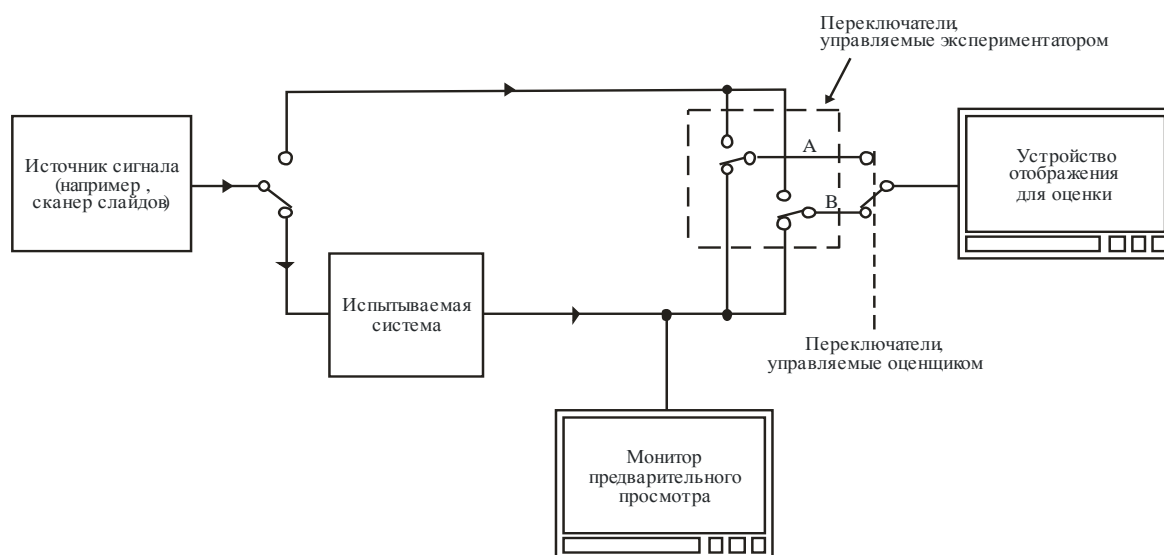 Переключатели,
управляемые экспериментатором
Источник сигнала
(например ,
сканер слайдов)
A
B
Устройство
отображения
для оценки
Испытываемая
система
Переключатели,
управляемые оценщиком
Монитор
предварительного
просмотра